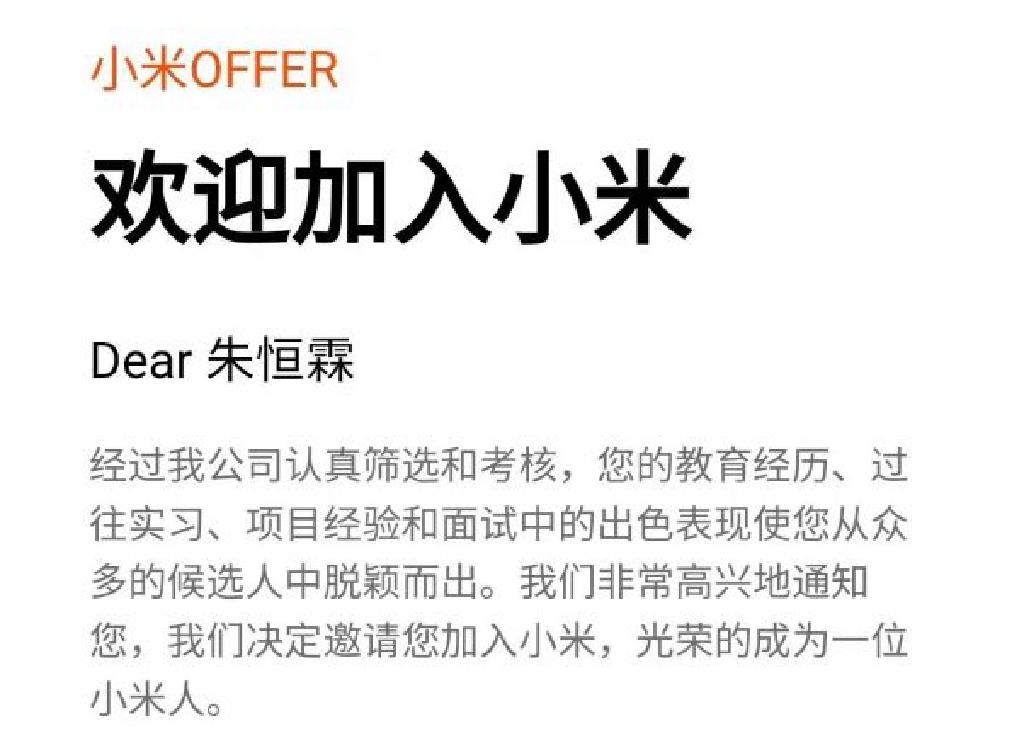 小米OFFER
欢迎加入小米
Dear 朱恒霖
经过我公司认真筛选和考核，您的教育经历、过
往实习、项目经验和面试中的出色表现使您从众
多的候选人中脱颖而出。我们非常高兴地通知
您，我们决定邀请您加入小米，光荣的成为一位
小米人。